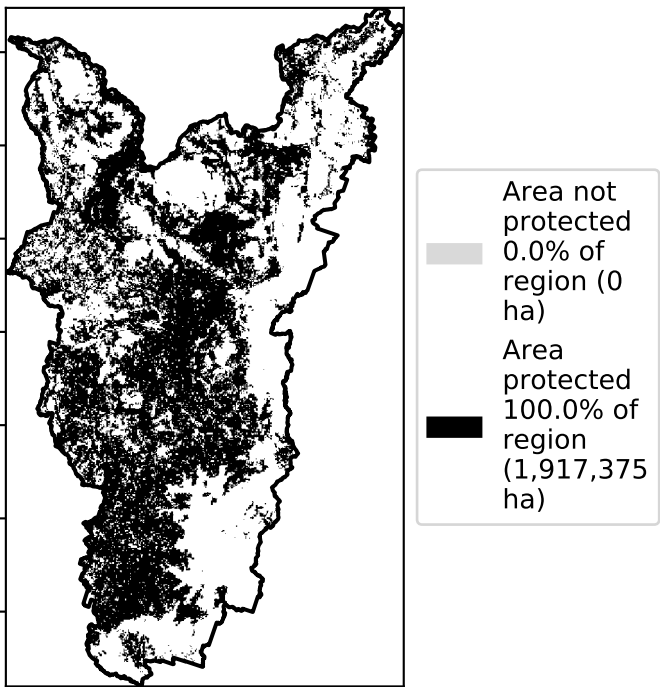 Area not
protected
0.0% of
region (0
ha)
Area
protected
100.0% of
region
(1,917,375
ha)